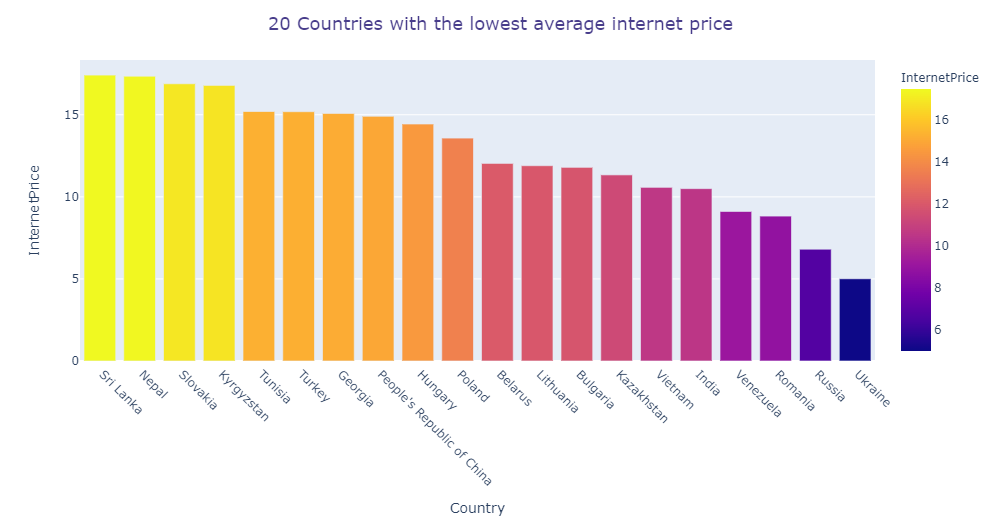 20 Countries with the lowest average internet price
InternetPrice
16
14
12
10
8
6
InternetPrice
15
10
5
0
Sri Lanka
Nepal
Slovakia
Kyrgyzstan
Tunisia
Turkey
Georgia
People's Republic of China
Hungary
Poland
Belarus
Lithuania
Bulgaria
Kazakhstan
Vietnam
India
Venezuela
Romania
Russia
Ukraine
Country